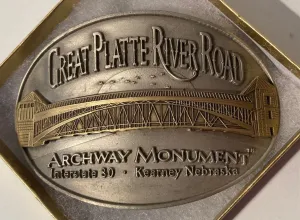 GREAT PLATTE RIVER ROAD
ARCHWAY MONUMENT™
Interstate 80 · Kearney Nebraska